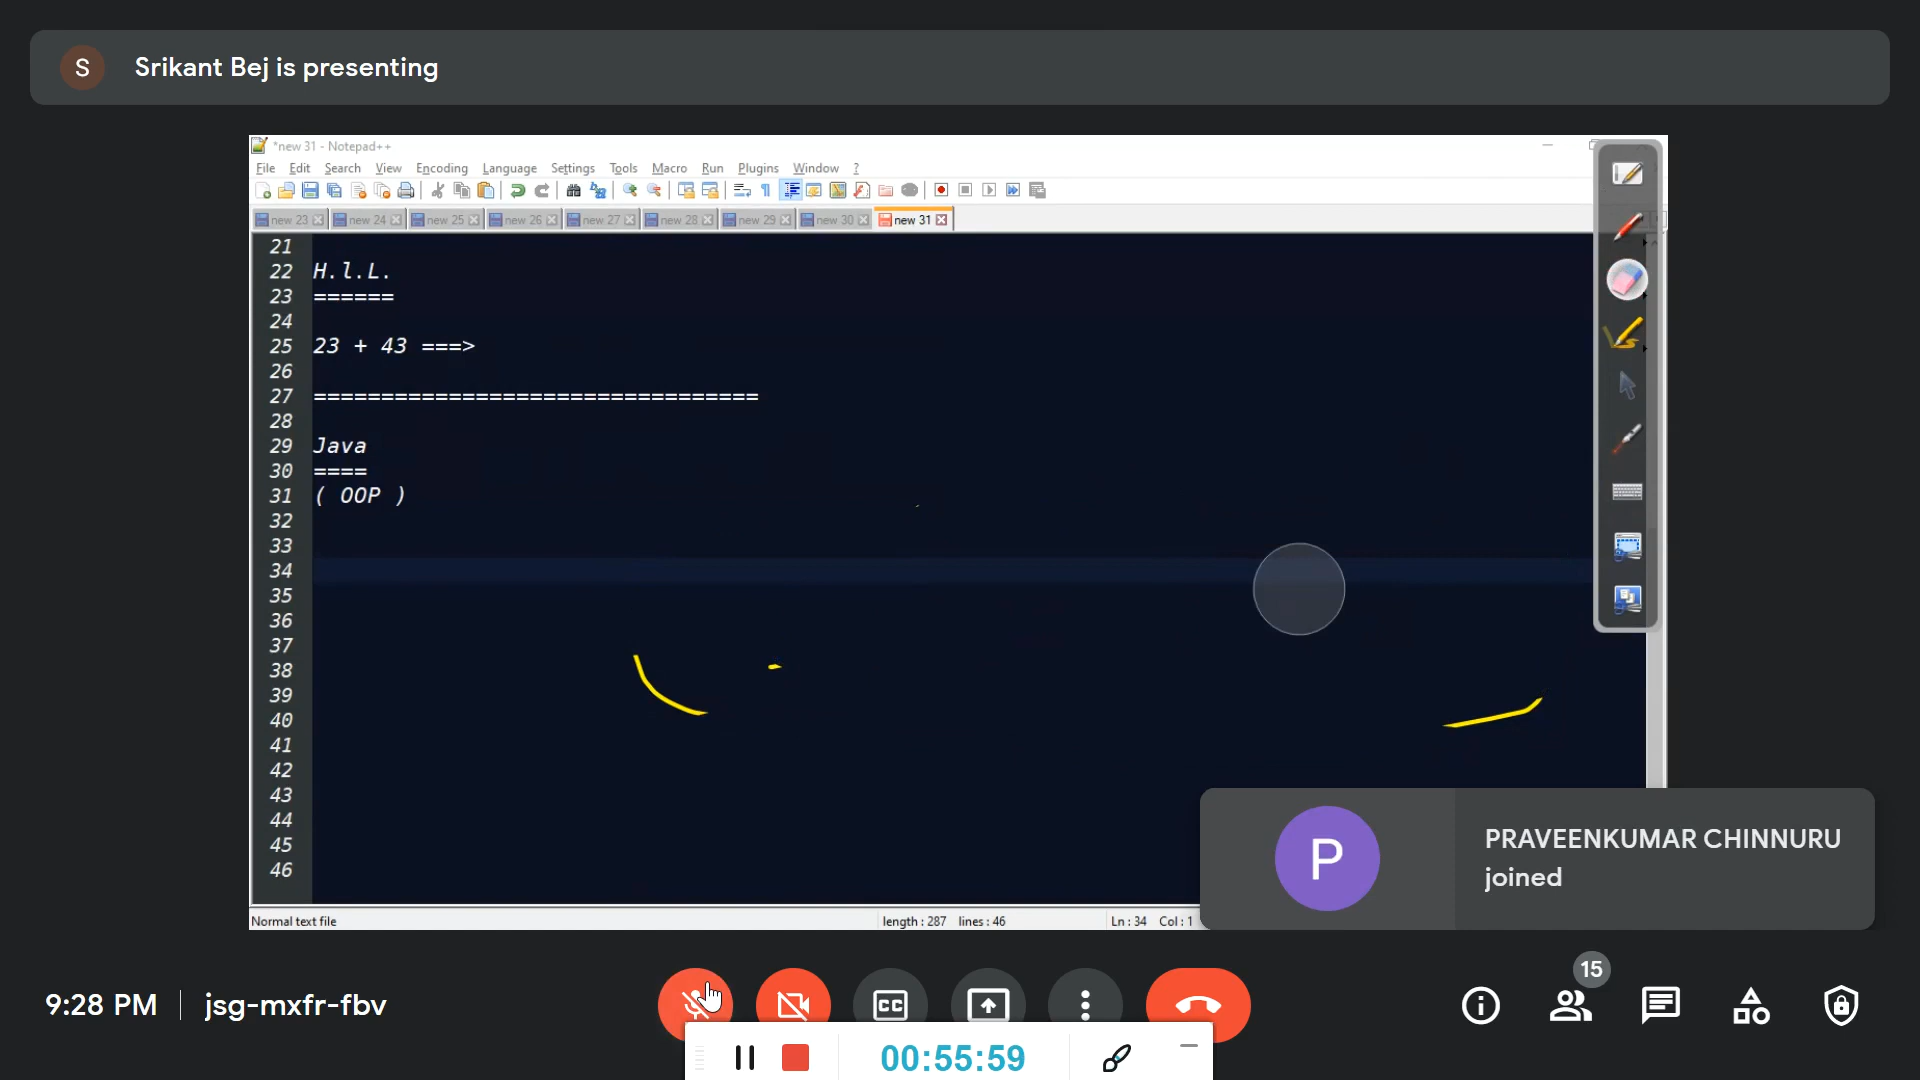 S Srikant Bej is presenting
*new 31 - Notepad++
File Edit Search View Encoding Language Settings Tools Macro Run Plugins Window ?
new 23 new 24 new 25 new 26 new 27 new 28 new 29 new 30 new 31
21
22 H.l.L.
23 ======
24
25 23 + 43 ===>
26
27 =================================
28
29 Java
30 ====
31 ( OOP )
32
33
34
35
36
37
38
39
40
41
42
43
44
45
46
P PRAVEENKUMAR CHINNURU
joined
Normal text file length : 287 lines : 46 Ln : 34 Col : 1
15
9:28 PM jsg-mxfr-fbv CC
00:55:59